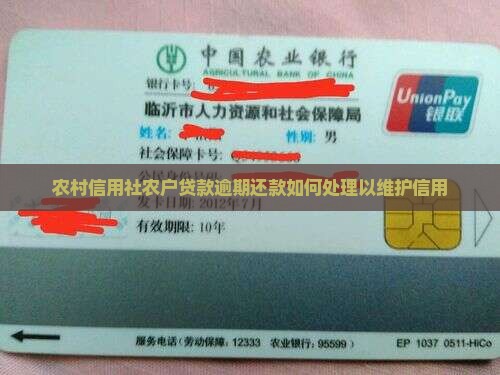 中国农业银行
AGRICULTURAL BANK OF CHINA
银行卡号:
UnionPay
银联
临沂市人力资源和社会保障局
姓名: 性别: 男
社会保障卡号:
农村信用社农户贷款逾期还款如何处理以维护信用
发卡日期: 2012年7月
有效期限: 10年
服务电话(劳动保障: 12333 农业银行: 95599)
EP 1037 0511-HiCo